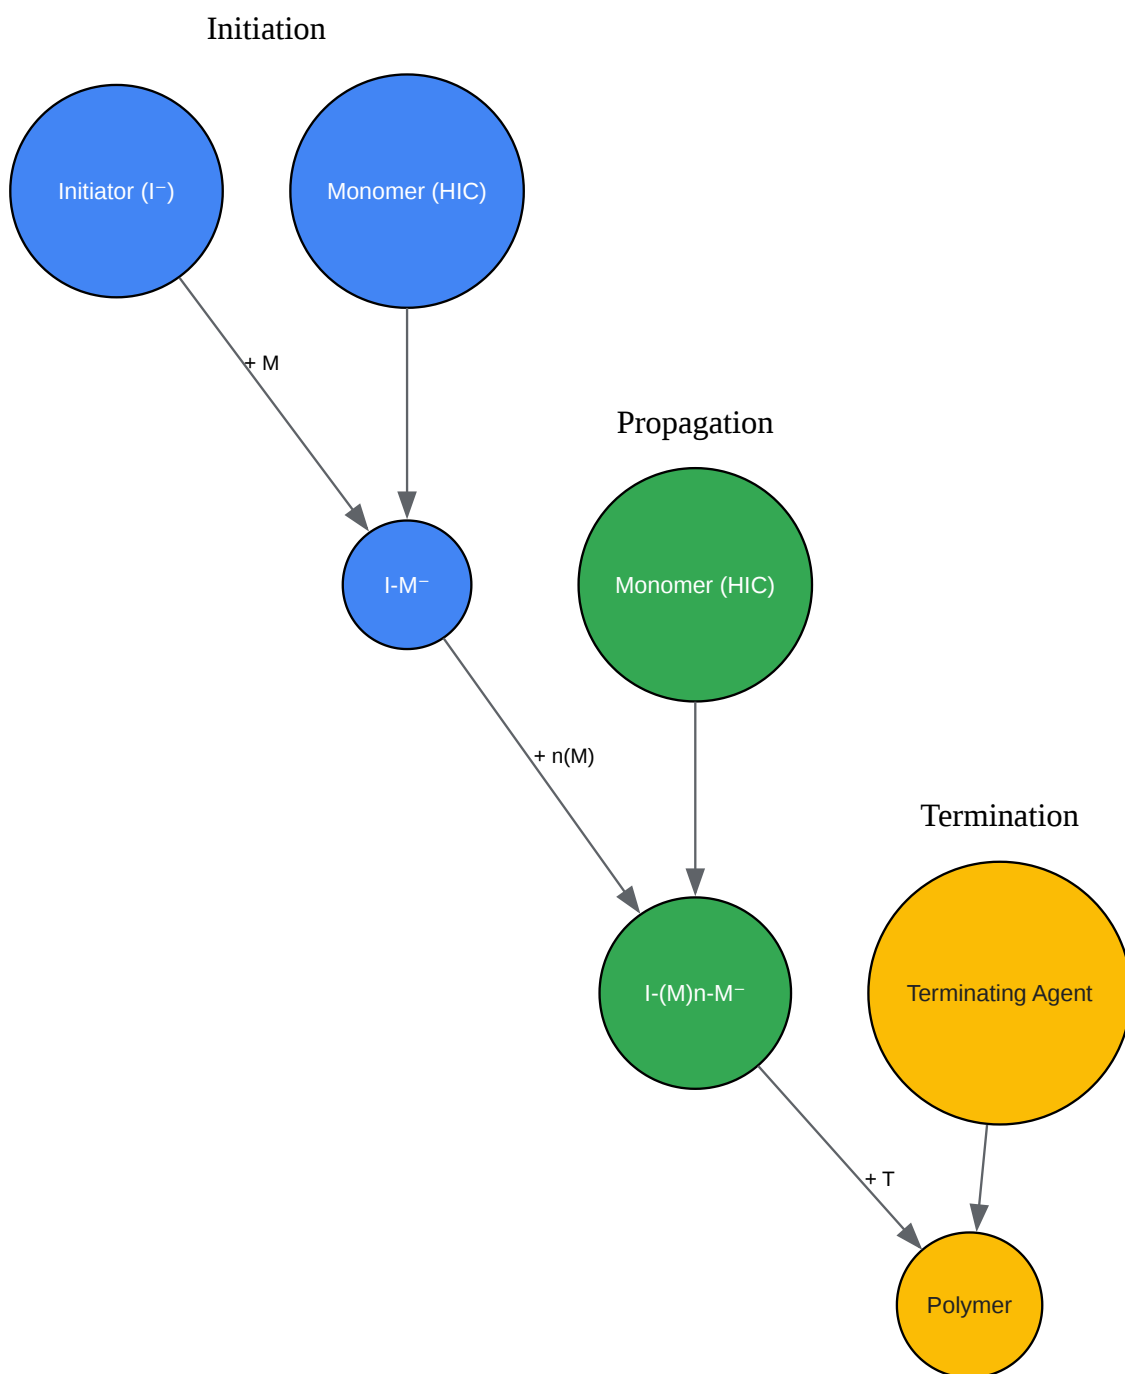 Initiation
Initiator (I⁻)
Monomer (HIC)
+ M
Propagation
I-M⁻
Monomer (HIC)
+ n(M)
Termination
I-(M)n-M⁻
Terminating Agent
+ T
Polymer